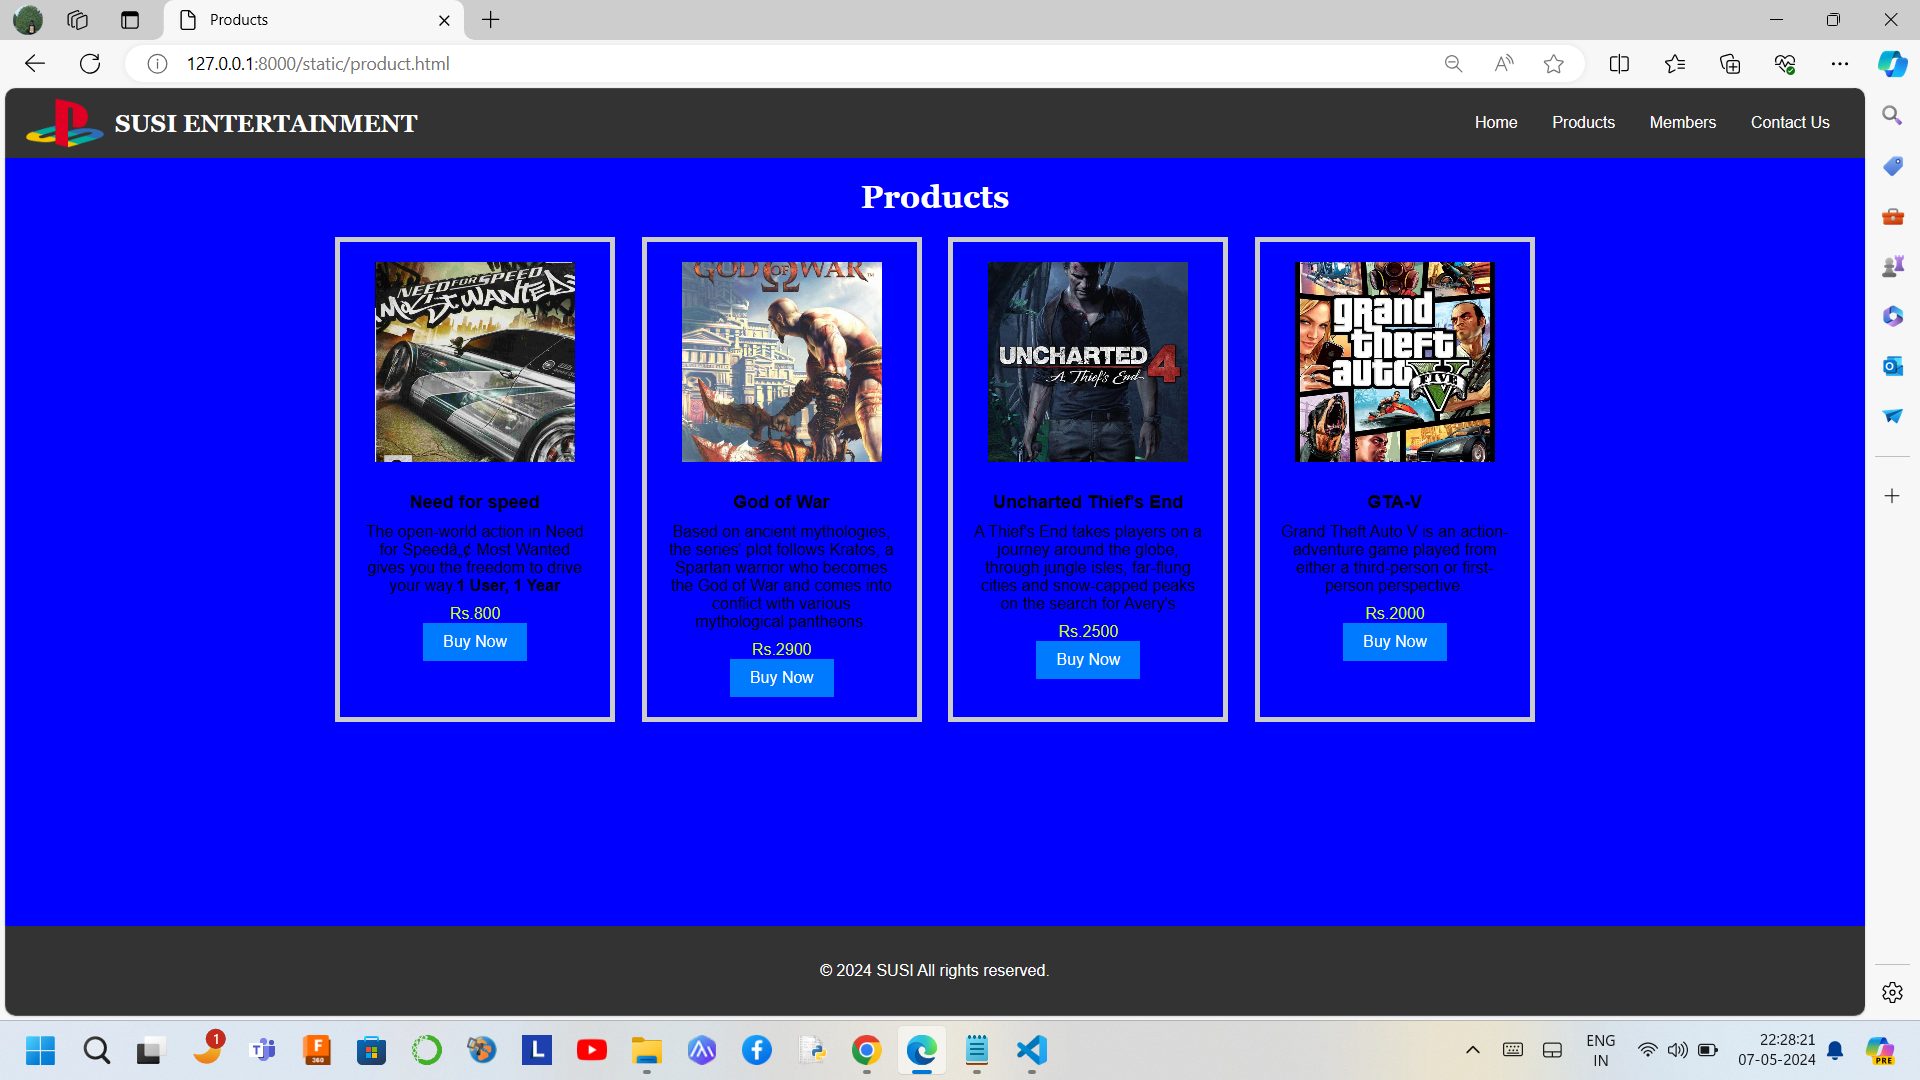 Products
127.0.0.1:8000/static/product.html
SUSI ENTERTAINMENT
Home
Products
Members
Contact Us
Products
NEED FOR SPEED
MOST WANTED
GOD OF WAR
UNCHARTED 4
A Thief's End
grand
theft
auto V
FIVE
Need for speed
The open-world action in Need
for Speedâ„¢ Most Wanted
gives you the freedom to drive
your way.1 User, 1 Year
Rs.800
Buy Now
God of War
Based on ancient mythologies,
the series' plot follows Kratos, a
Spartan warrior who becomes
the God of War and comes into
conflict with various
mythological pantheons.
Rs.2900
Buy Now
Uncharted Thief's End
A Thief's End takes players on a
journey around the globe,
through jungle isles, far-flung
cities and snow-capped peaks
on the search for Avery's
Rs.2500
Buy Now
GTA-V
Grand Theft Auto V is an action-
adventure game played from
either a third-person or first-
person perspective.
Rs.2000
Buy Now
© 2024 SUSI All rights reserved.
1
F
360
L
ENG
IN
22:28:21
07-05-2024
PRE